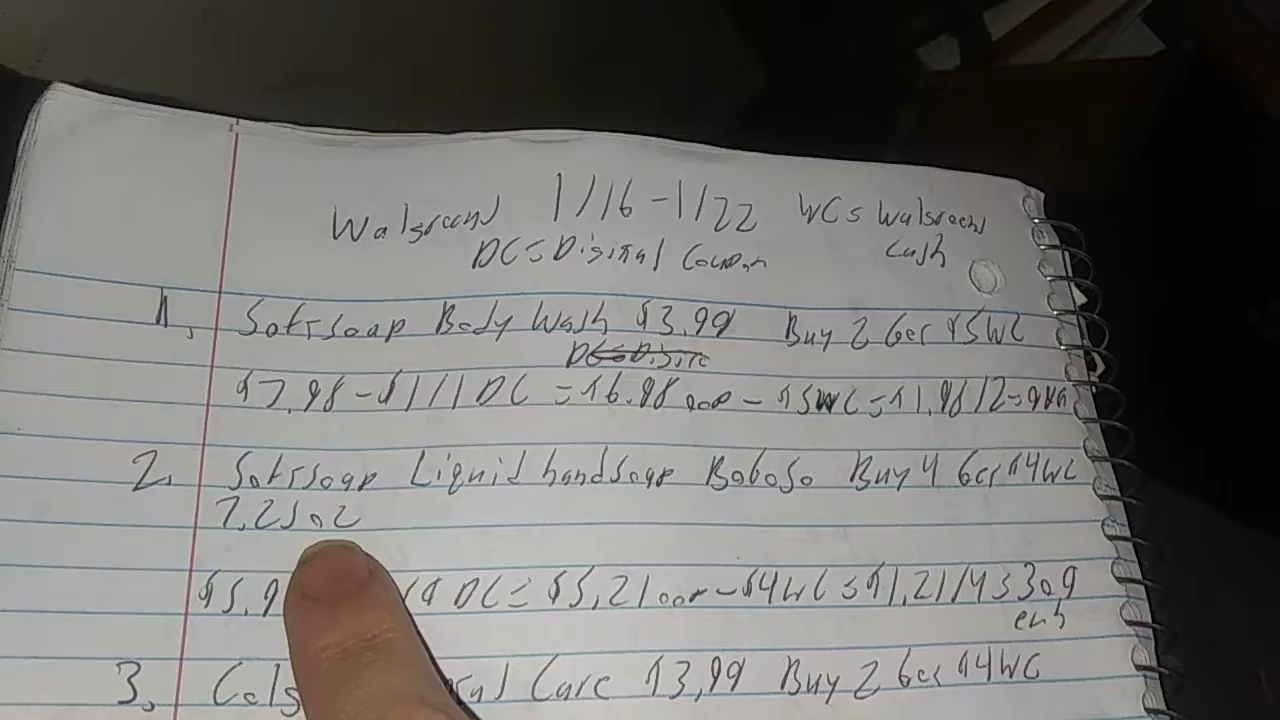 Walgreens 1/16-1/22 WC= Walgreens Cash
DC= Digital Coupon
1. Softsoap Body Wash $3.99 Buy 2 Get $5WC
$7.98-$1/1 DC = $6.98 oop - $5WC = $1.98/2=99¢
2. Softsoap Liquid handsoap BOGO50 Buy 4 Get $4WC
7.25oz
$5.9 DC = $5.21 oop - $4WC = $1.21/4=30¢
each
3. Care $3.99 Buy 2 Get $4WC